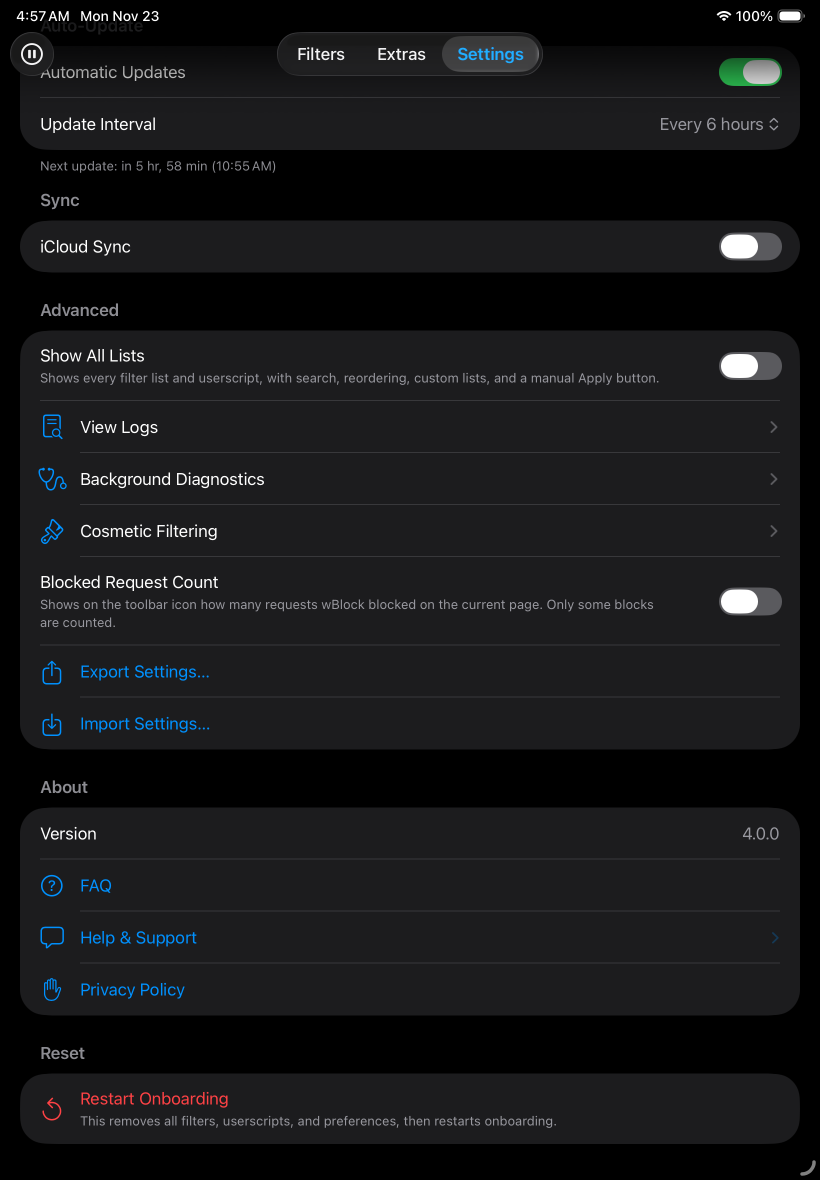 4:57 AM Mon Nov 23
100%
Auto-Update
Filters
Extras
Settings
Automatic Updates
Update Interval
Every 6 hours
Next update: in 5 hr, 58 min (10:55 AM)
Sync
iCloud Sync
Advanced
Show All Lists
Shows every filter list and userscript, with search, reordering, custom lists, and a manual Apply button.
View Logs
Background Diagnostics
Cosmetic Filtering
Blocked Request Count
Shows on the toolbar icon how many requests wBlock blocked on the current page. Only some blocks
are counted.
Export Settings...
Import Settings...
About
Version
4.0.0
FAQ
Help & Support
Privacy Policy
Reset
Restart Onboarding
This removes all filters, userscripts, and preferences, then restarts onboarding.